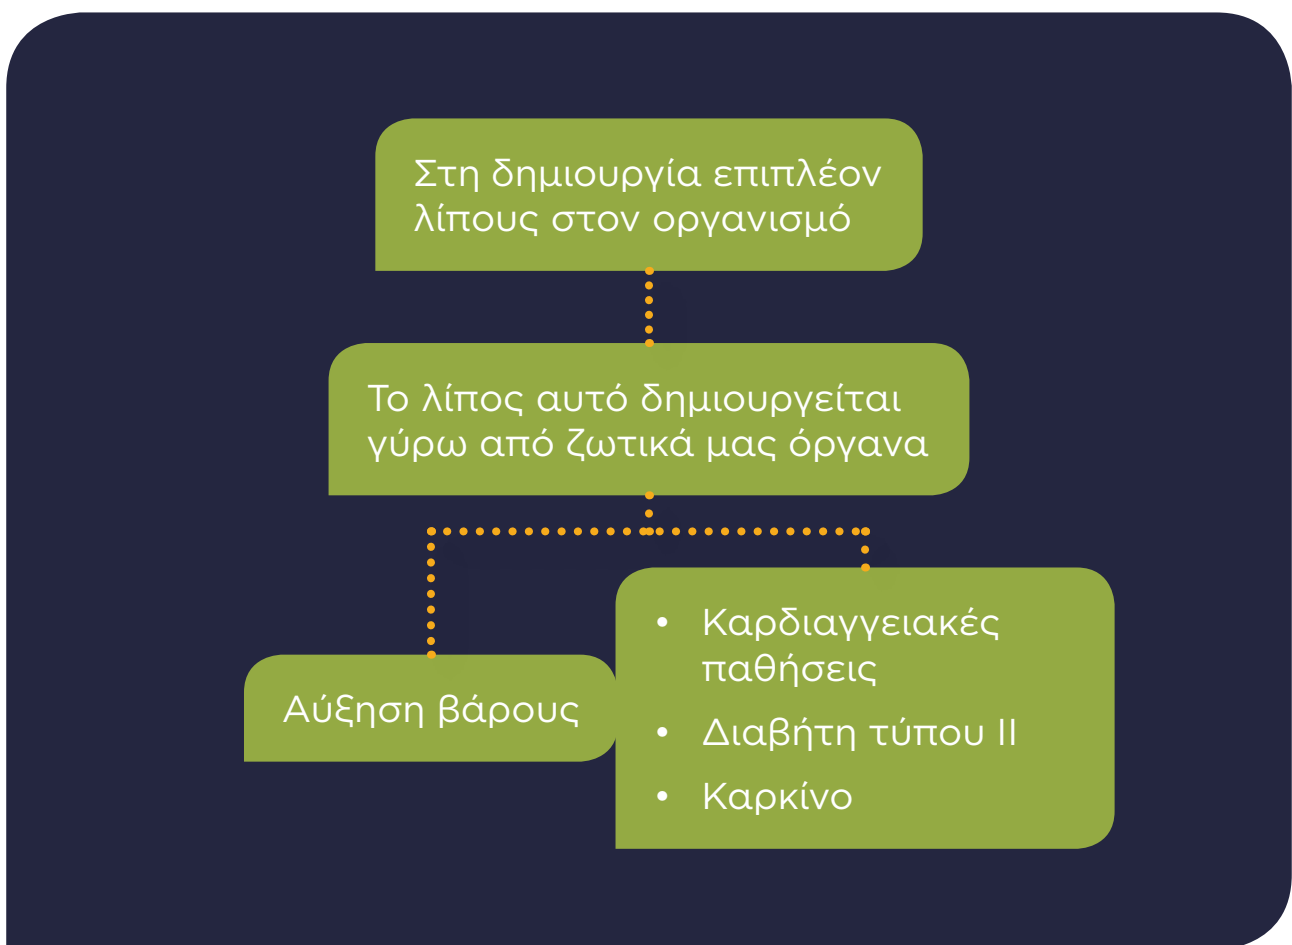 Στη δημιουργία επιπλέον
λίπους στον οργανισμό
Το λίπος αυτό δημιουργείται
γύρω από ζωτικά μας όργανα
Αύξηση βάρους
• Καρδιαγγειακές
παθήσεις
• Διαβήτη τύπου ΙΙ
• Καρκίνο